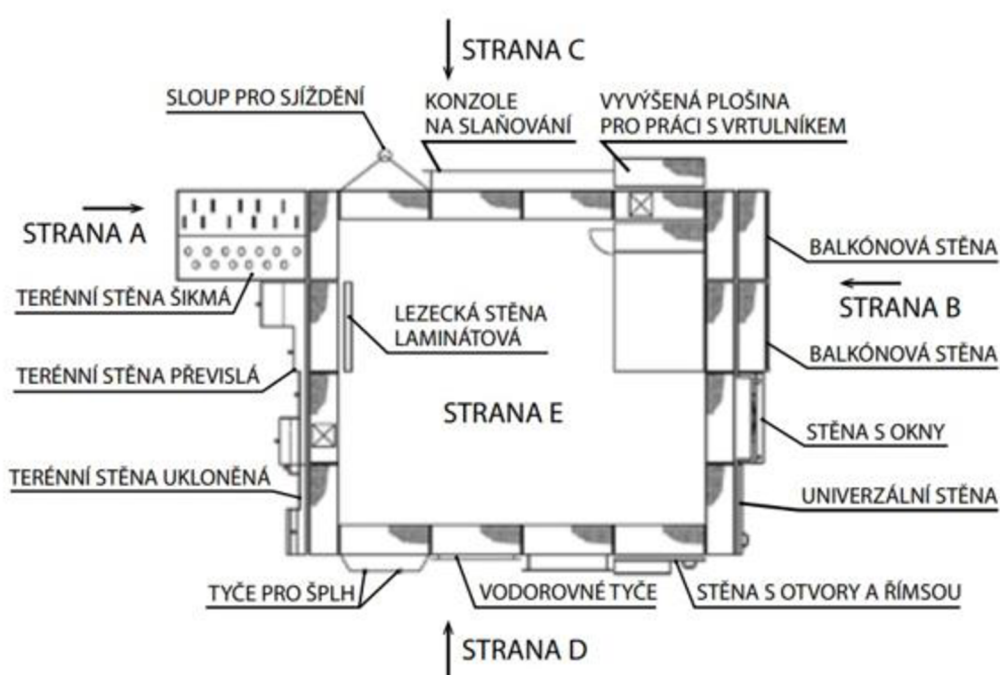 STRANA C
SLOUP PRO SJÍŽDĚNÍ
KONZOLE
NA SLAŇOVÁNÍ
VYVÝŠENÁ PLOŠINA
PRO PRÁCI S VRTULNÍKEM
STRANA A
BALKÓNOVÁ STĚNA
TERÉNNÍ STĚNA ŠIKMÁ
STRANA B
LEZECKÁ STĚNA
LAMINÁTOVÁ
BALKÓNOVÁ STĚNA
TERÉNNÍ STĚNA PŘEVISLÁ
STRANA E
STĚNA S OKNY
TERÉNNÍ STĚNA UKLONĚNÁ
UNIVERZÁLNÍ STĚNA
TYČE PRO ŠPLH
VODOROVNÉ TYČE
STĚNA S OTVORY A ŘÍMSOU
STRANA D